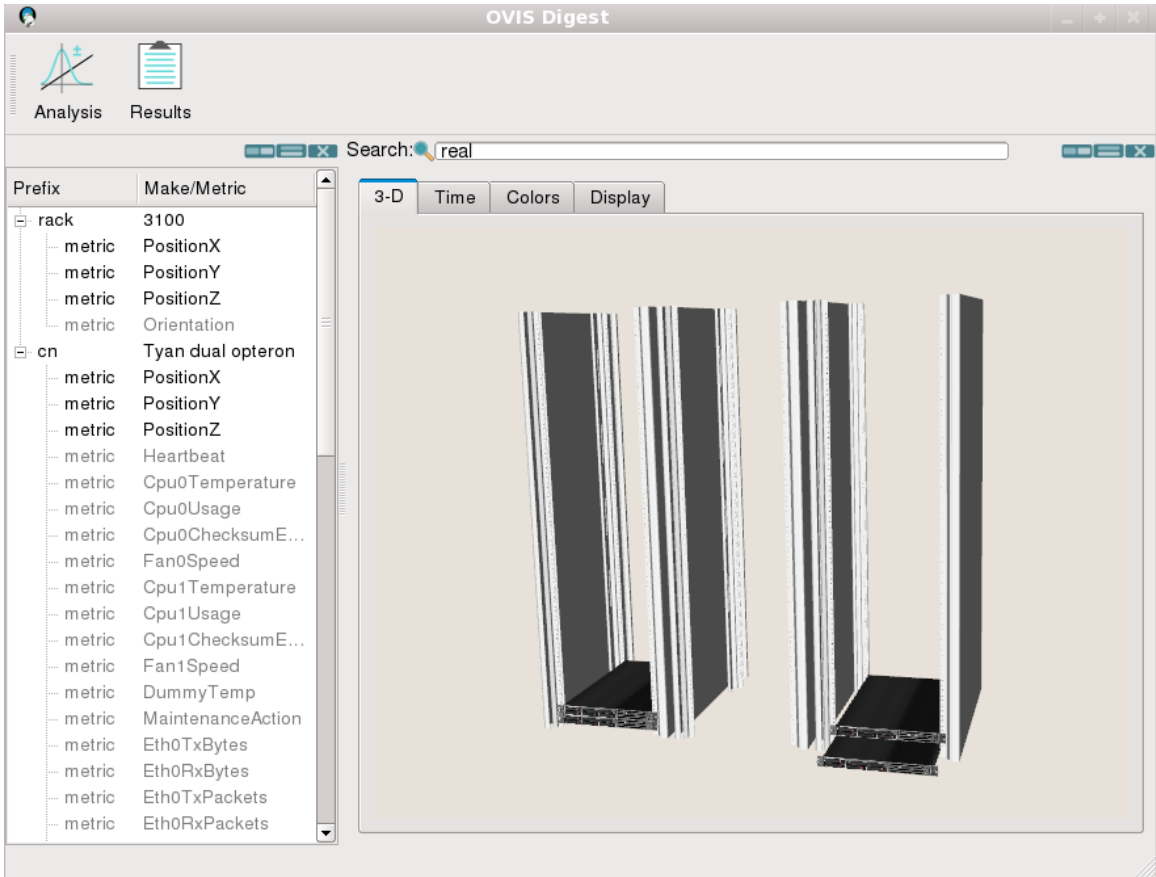 OVIS Digest
Analysis Results
Search: real
Prefix Make/Metric
rack 3100
metric PositionX
metric PositionY
metric PositionZ
metric Orientation
cn Tyan dual opteron
metric PositionX
metric PositionY
metric PositionZ
metric Heartbeat
metric Cpu0Temperature
metric Cpu0Usage
metric Cpu0ChecksumE...
metric Fan0Speed
metric Cpu1Temperature
metric Cpu1Usage
metric Cpu1ChecksumE...
metric Fan1Speed
metric DummyTemp
metric MaintenanceAction
metric Eth0TxBytes
metric Eth0RxBytes
metric Eth0TxPackets
metric Eth0RxPackets
3-D Time Colors Display